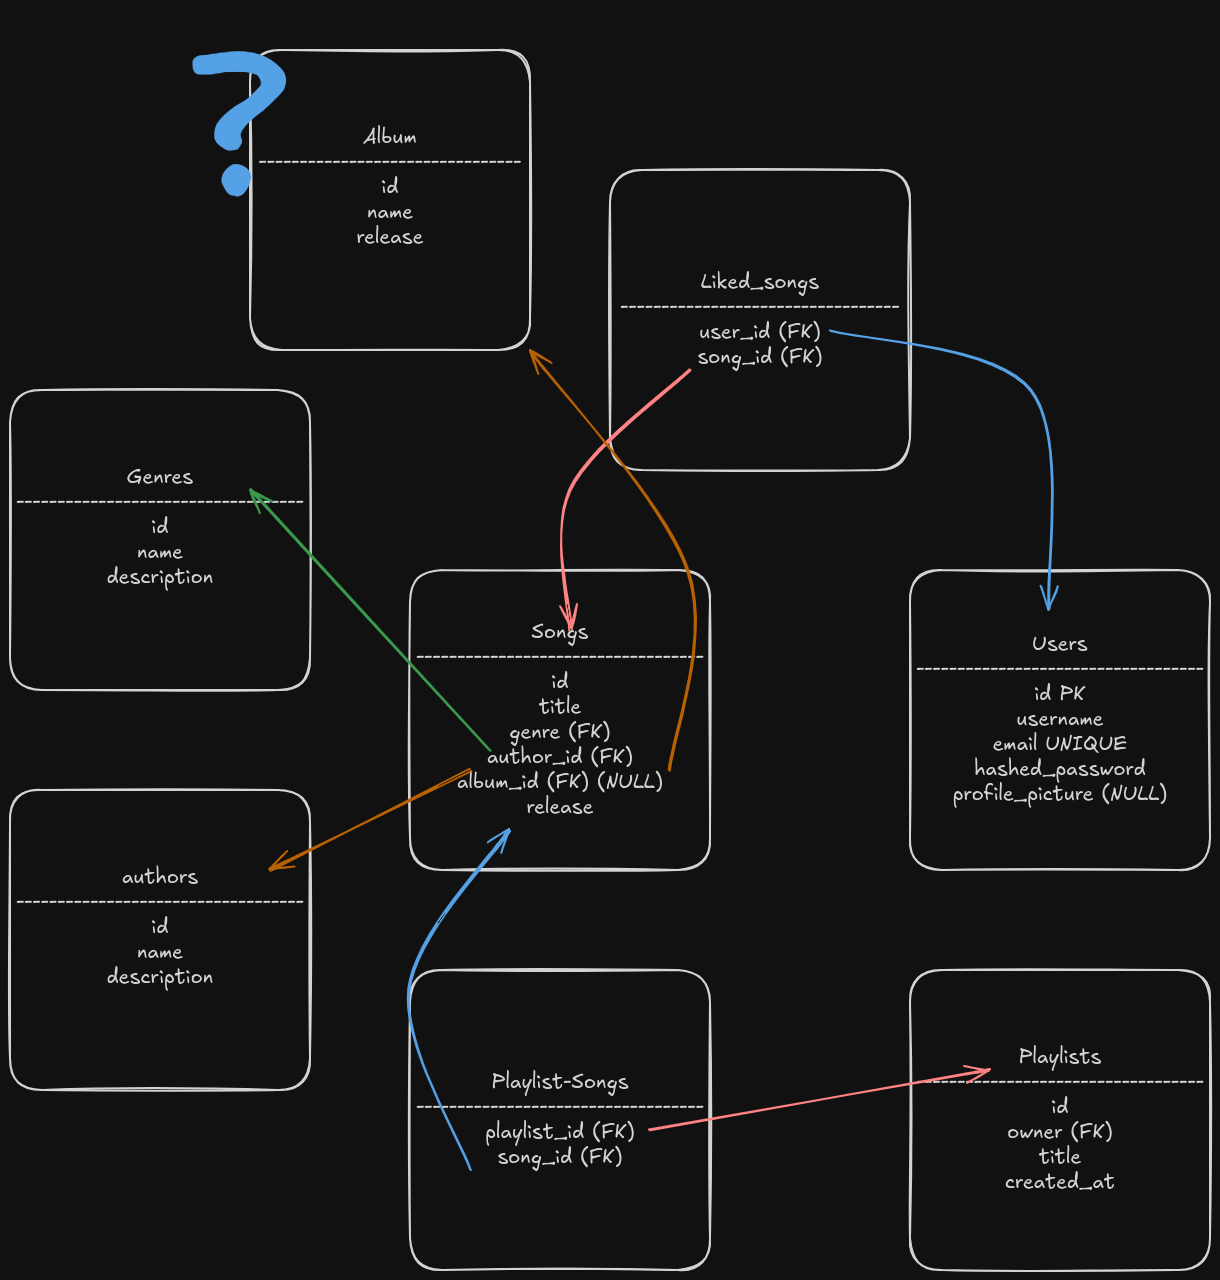 ?
Album
id
name
release
Liked_songs
user_id (FK)
song_id (FK)
Genres
id
name
description
Songs
id
title
genre (FK)
author_id (FK)
album_id (FK) (NULL)
release
Users
id PK
username
email UNIQUE
hashed_password
profile_picture (NULL)
authors
id
name
description
Playlist-Songs
playlist_id (FK)
song_id (FK)
Playlists
id
owner (FK)
title
created_at